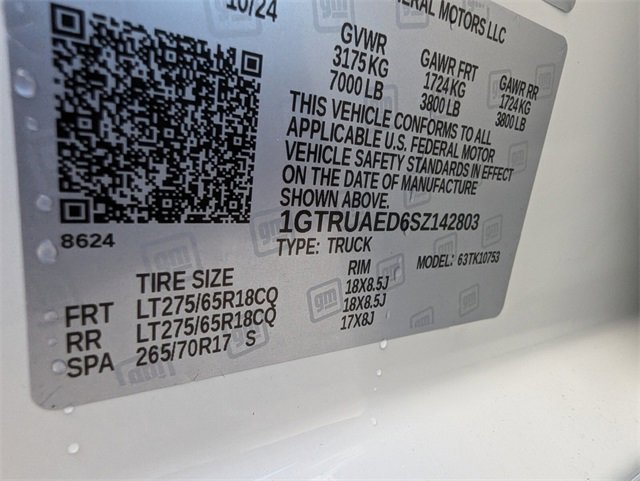 10/24
GENERAL MOTORS LLC
GVWR
3175 KG
7000 LB
GAWR FRT
1724 KG
3800 LB
GAWR RR
1724 KG
3800 LB
THIS VEHICLE CONFORMS TO ALL
APPLICABLE U.S. FEDERAL MOTOR
VEHICLE SAFETY STANDARDS IN EFFECT
ON THE DATE OF MANUFACTURE
SHOWN ABOVE.
1GTRUAED6SZ142803
TYPE: TRUCK
MODEL: 63TK10753
8624
TIRE SIZE RIM
FRT LT275/65R18CQ 18X8.5J
RR LT275/65R18CQ 18X8.5J
SPA 265/70R17 S 17X8J
gm